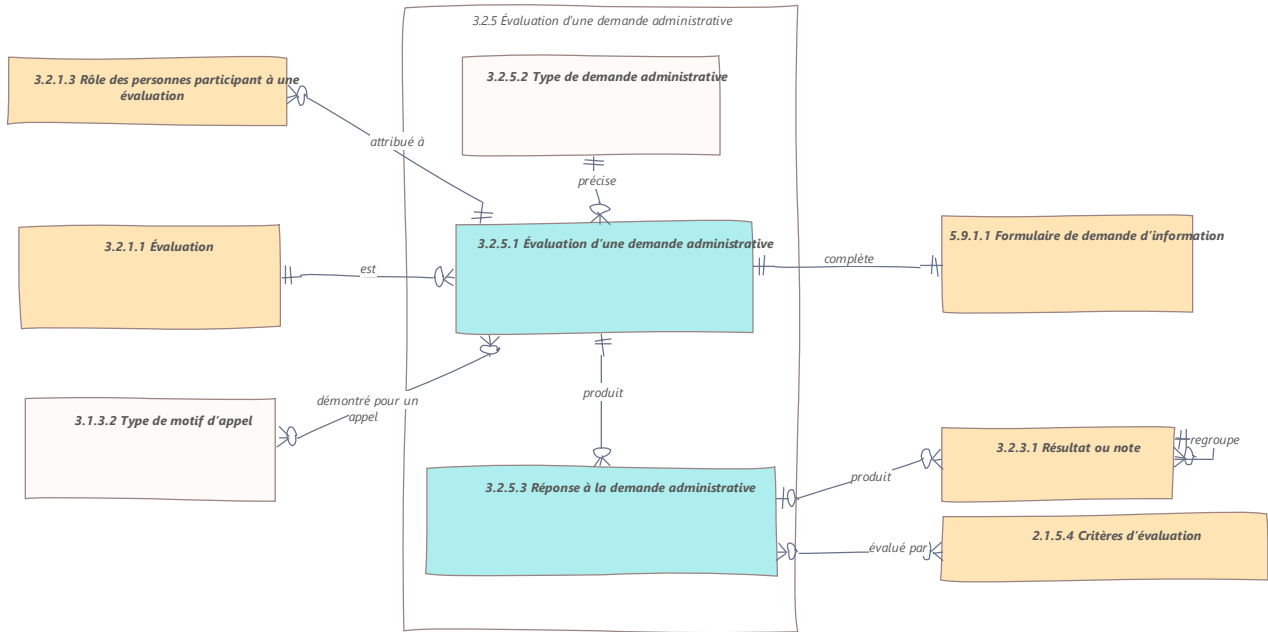 3.2.5 Évaluation d'une demande administrative
3.2.1.3 Rôle des personnes participant à une
évaluation
3.2.5.2 Type de demande administrative
attribué à
précise
3.2.1.1 Évaluation
est
3.2.5.1 Évaluation d'une demande administrative
complète
5.9.1.1 Formulaire de demande d'information
démontré pour un
appel
produit
3.1.3.2 Type de motif d'appel
3.2.3.1 Résultat ou note
regroupe
3.2.5.3 Réponse à la demande administrative
produit
2.1.5.4 Critères d'évaluation
évalué par